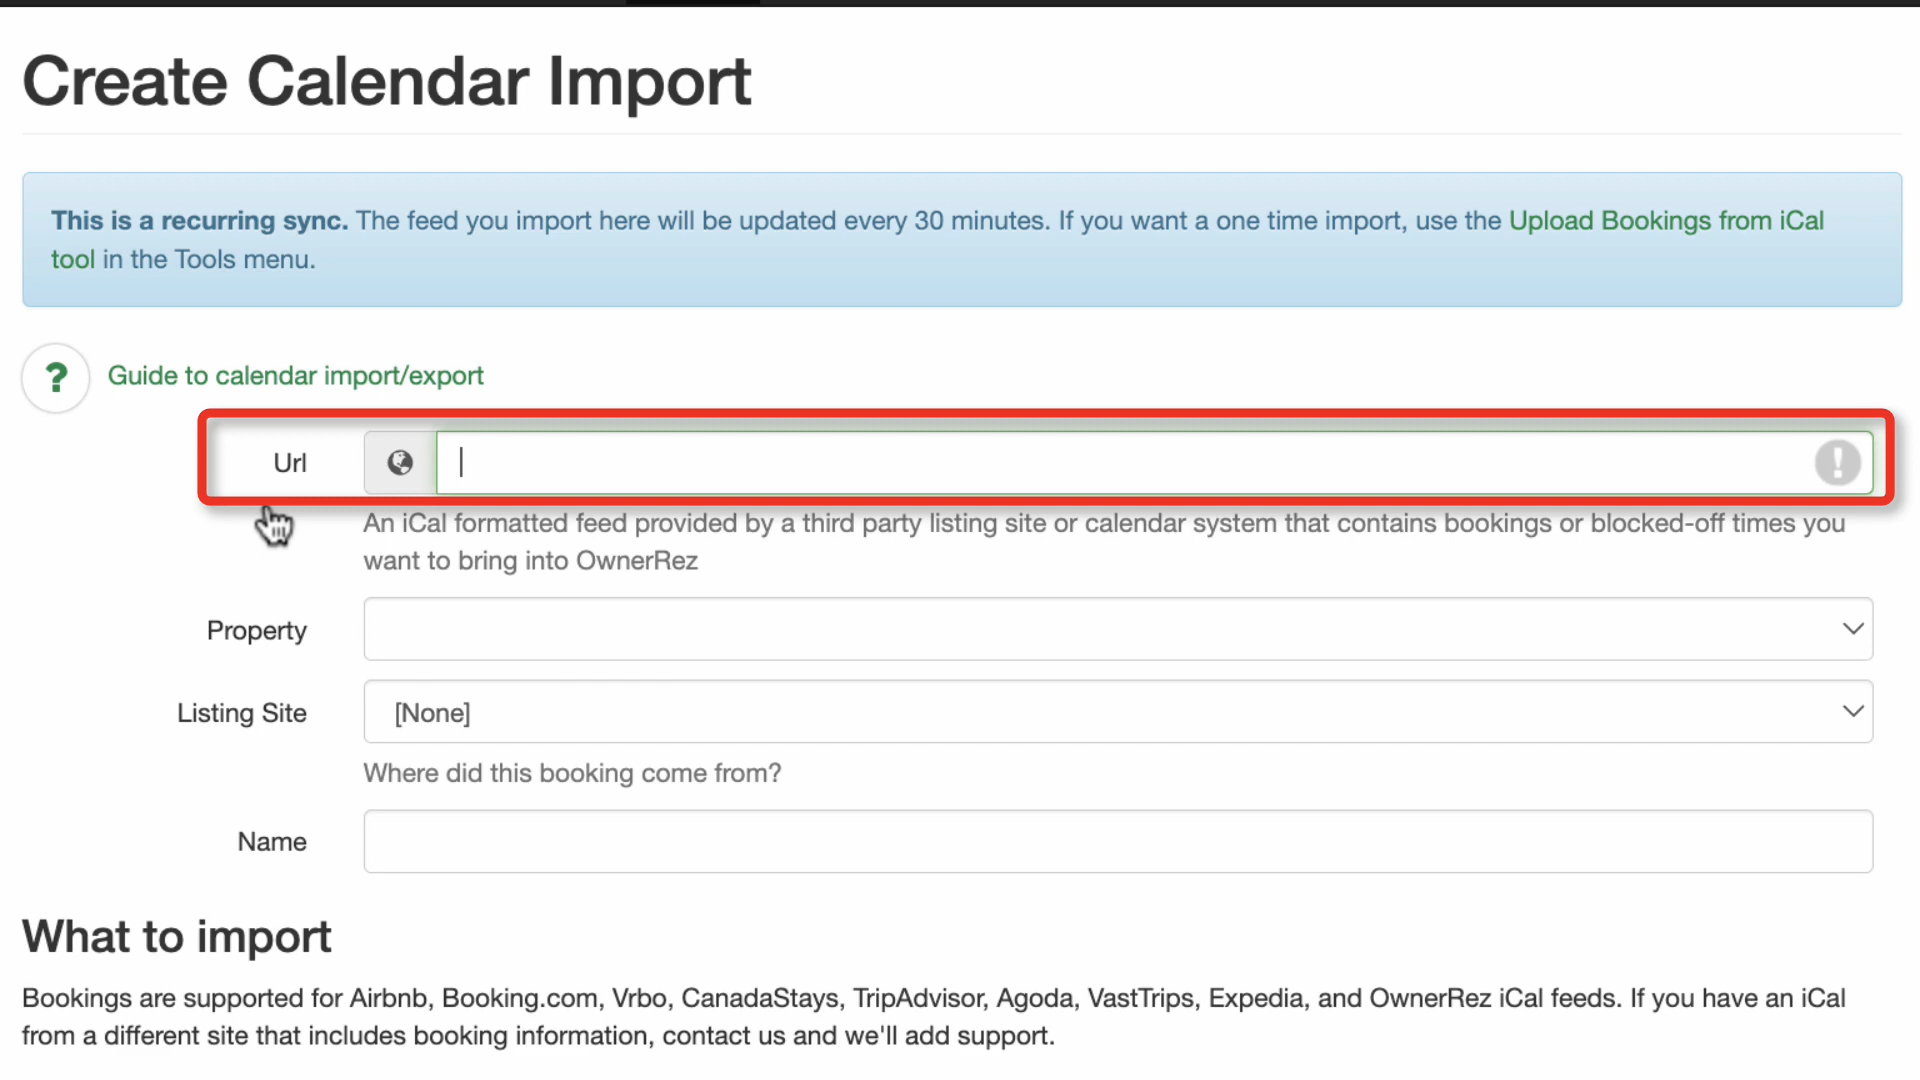 Create Calendar Import
This is a recurring sync. The feed you import here will be updated every 30 minutes. If you want a one time import, use the Upload Bookings from iCal
tool in the Tools menu.
? Guide to calendar import/export
Url
An iCal formatted feed provided by a third party listing site or calendar system that contains bookings or blocked-off times you
want to bring into OwnerRez
Property
Listing Site [None]
Where did this booking come from?
Name
What to import
Bookings are supported for Airbnb, Booking.com, Vrbo, CanadaStays, TripAdvisor, Agoda, VastTrips, Expedia, and OwnerRez iCal feeds. If you have an iCal
from a different site that includes booking information, contact us and we'll add support.